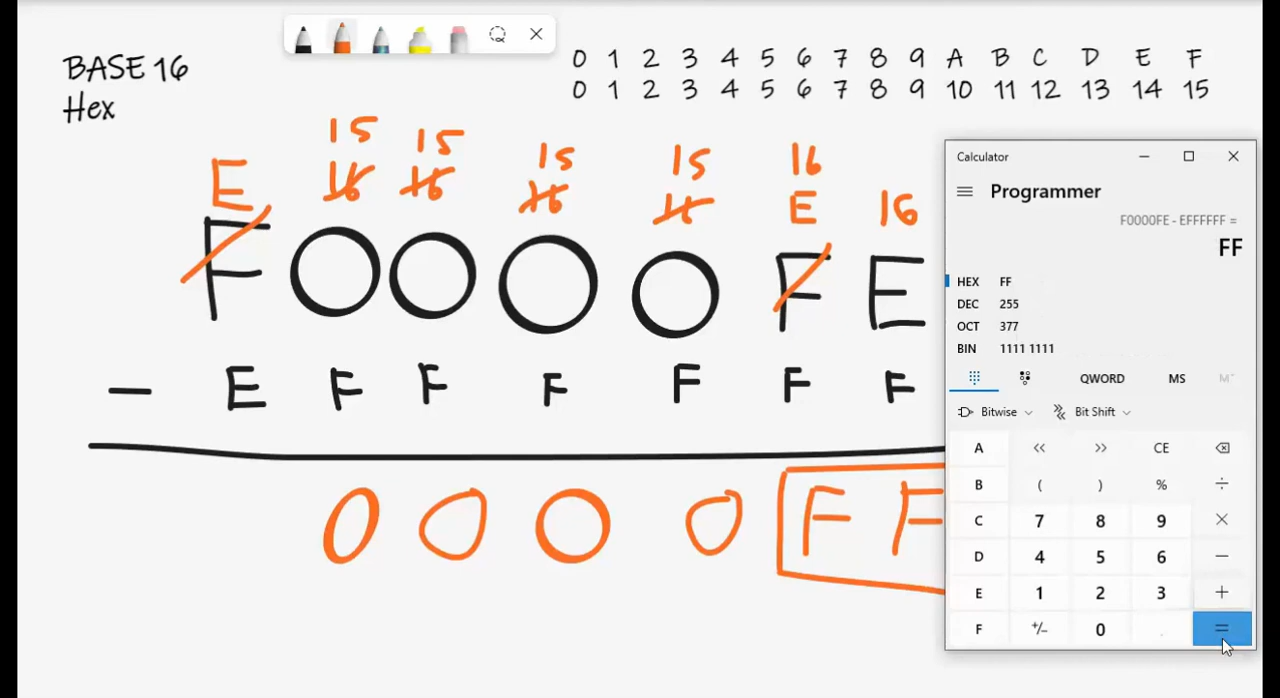 BASE 16
Hex
0 1 2 3 4 5 6 7 8 9 A B C D E F
0 1 2 3 4 5 6 7 8 9 10 11 12 13 14 15
15 15 15 15 16
E 16 16 16 16 E 16
F 0 0 0 0 F E
- E F F F F F F
0 0 0 0 F F
Calculator
Programmer
F0000FE - EFFFFFF =
FF
HEX FF
DEC 255
OCT 377
BIN 1111 1111
QWORD MS M˅
Bitwise Bit Shift
A << >> CE
B ( ) % ÷
C 7 8 9 ×
D 4 5 6 −
E 1 2 3 +
F +/− 0 . =